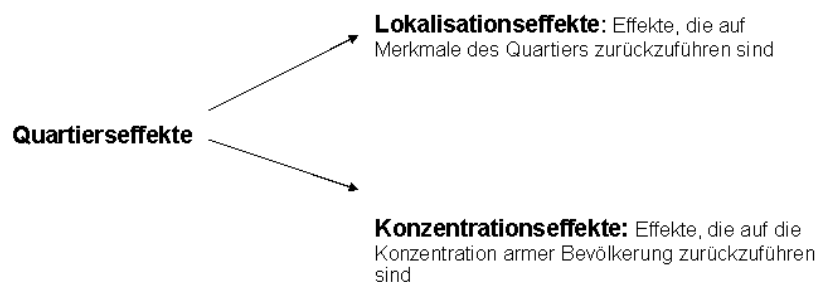 Lokalisationseffekte: Effekte, die auf
Merkmale des Quartiers zurückzuführen sind
Quartierseffekte
Konzentrationseffekte: Effekte, die auf die
Konzentration armer Bevölkerung zurückzuführen
sind